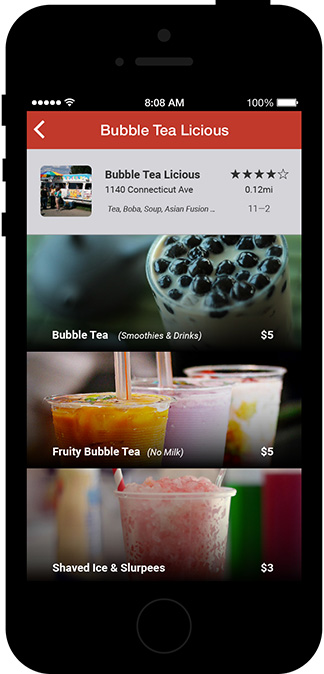 8:08 AM
100%
Bubble Tea Licious
Bubble Tea Licious ★★★★☆
1140 Connecticut Ave 0.12mi
Tea, Boba, Soup, Asian Fusion ... 11—2
Bubble Tea (Smoothies & Drinks) $5
Fruity Bubble Tea (No Milk) $5
Shaved Ice & Slurpees $3